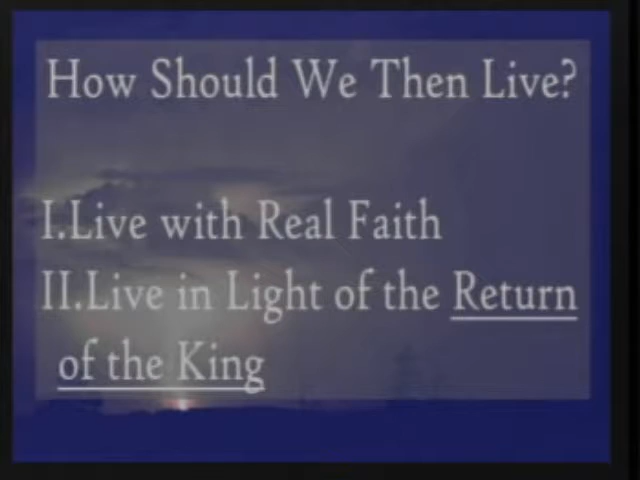 How Should We Then Live?
I.Live with Real Faith
II.Live in Light of the Return
of the King